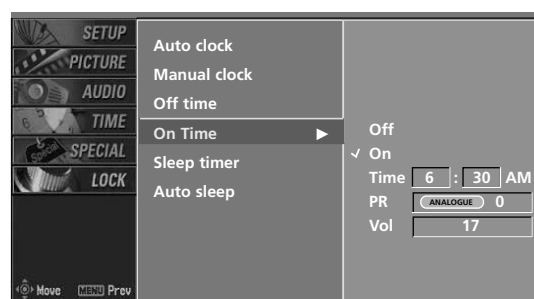 SETUP
PICTURE
AUDIO
TIME
SPECIAL
LOCK
Move MENU Prev
Auto clock
Manual clock
Off time
On Time
Sleep timer
Auto sleep
Off
On
Time 6 : 30 AM
PR ANALOGUE 0
Vol 17